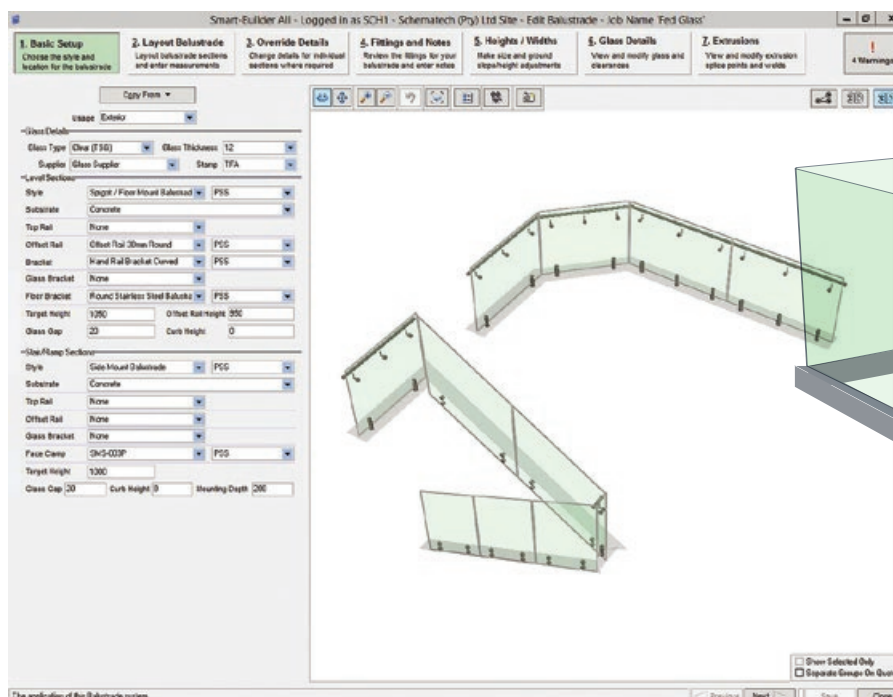 Smart-Builder All - Logged in as SCH1 - Schematech (Pty) Ltd Site - Edit Balustrade - Job Name 'Fed Glass'
1. Basic Setup
Choose the style and
location for the balustrade
2. Layout Balustrade
Layout balustrade sections
and enter measurements
3. Override Details
Change details for individual
sections where required
4. Fittings and Notes
Review the fittings for your
balustrade and enter notes
5. Heights / Widths
Make size and ground
slope/height adjustments
6. Glass Details
View and modify glass and
clearances
7. Extrusions
View and modify extrusion
splice points and welds
!
4 Warnings
Copy From
Usage Exterior
Glass Details
Glass Type Clear (TSG) Glass Thickness 12
Supplier Glass Supplier Stamp TFA
Level Sections
Style Spigot / Floor Mount Balustrad PSS
Substrate Concrete
Top Rail None
Offset Rail Offset Rail 38mm Round PSS
Bracket Hand Rail Bracket Curved PSS
Glass Bracket None
Floor Bracket Round Stainless Steel Balustra PSS
Target Height 1050 Offset Rail Height 950
Glass Gap 20 Curb Height 0
Stair/Ramp Sections
Style Side Mount Balustrade PSS
Substrate Concrete
Top Rail None
Offset Rail None
Glass Bracket None
Face Clamp PSS
Target Height 1000
Glass Gap 20 Curb Height 0 Mounting Depth 200
Show Selected Only
Separate Groups On
The application of this Balustrade system
Previous Next Save